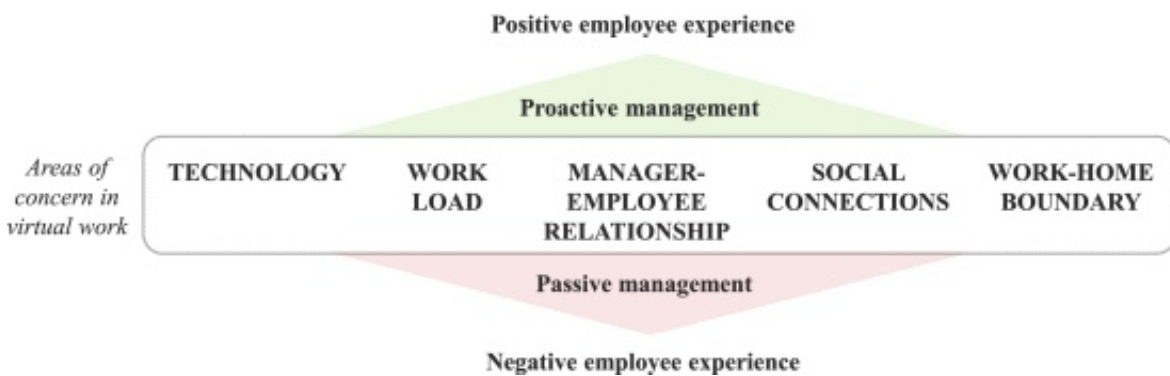 Positive employee experience
Proactive management
Areas of
concern in
virtual work
TECHNOLOGY
WORK
LOAD
MANAGER-
EMPLOYEE
RELATIONSHIP
SOCIAL
CONNECTIONS
WORK-HOME
BOUNDARY
Passive management
Negative employee experience